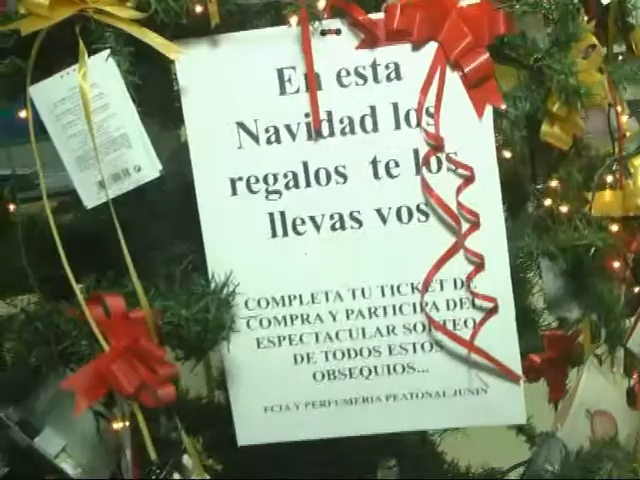 En esta
Navidad los
regalos te los
llevas vos
COMPLETA TU TICKET DE
COMPRA Y PARTICIPA DEL
ESPECTACULAR SORTEO
DE TODOS ESTOS
OBSEQUIOS...
FCIA Y PERFUMERIA PEATONAL JUNIN